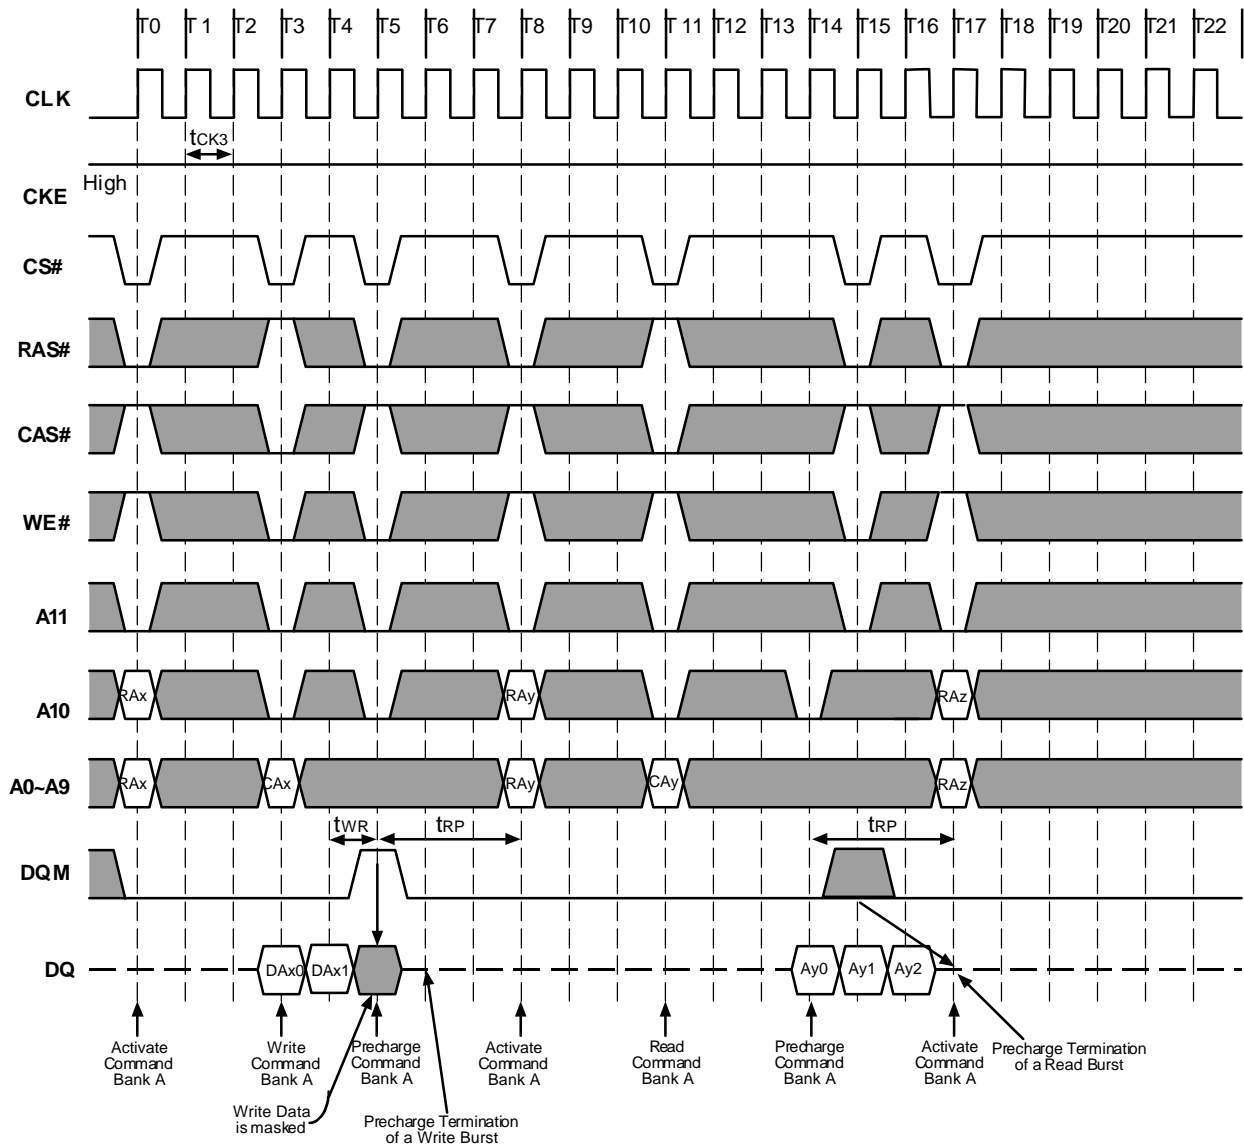 T0 T 1 T2 T3 T4 T5 T6 T7 T8 T9 T10 T 11 T12 T13 T14 T15 T16 T17 T18 T19 T20 T21 T22
CLK
tCK3
High
CKE
CS#
RAS#
CAS#
WE#
A11
RAx RAy RAz
A10
RAx CAx RAy CAy RAz
A0~A9
tWR tRP tRP
DQM
DQ DAx0 DAx1 Ay0 Ay1 Ay2
Activate
Command
Bank A
Write
Command
Bank A
Precharge
Command
Bank A
Activate
Command
Bank A
Read
Command
Bank A
Precharge
Command
Bank A
Activate
Command
Bank A
Precharge Termination
of a Read Burst
Write Data
is masked
Precharge Termination
of a Write Burst